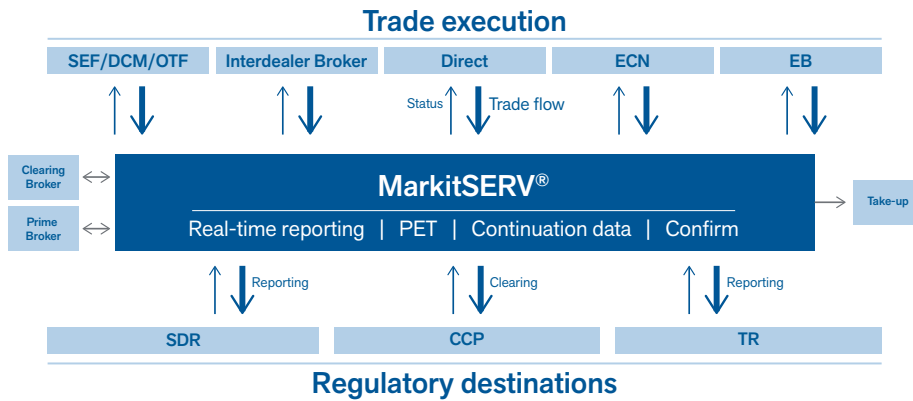 Trade execution
SEF/DCM/OTF
Interdealer Broker
Direct
ECN
EB
Status
Trade flow
Clearing
Broker
Prime
Broker
MarkitSERV®
Real-time reporting | PET | Continuation data | Confirm
Take-up
Reporting
Clearing
Reporting
SDR
CCP
TR
Regulatory destinations